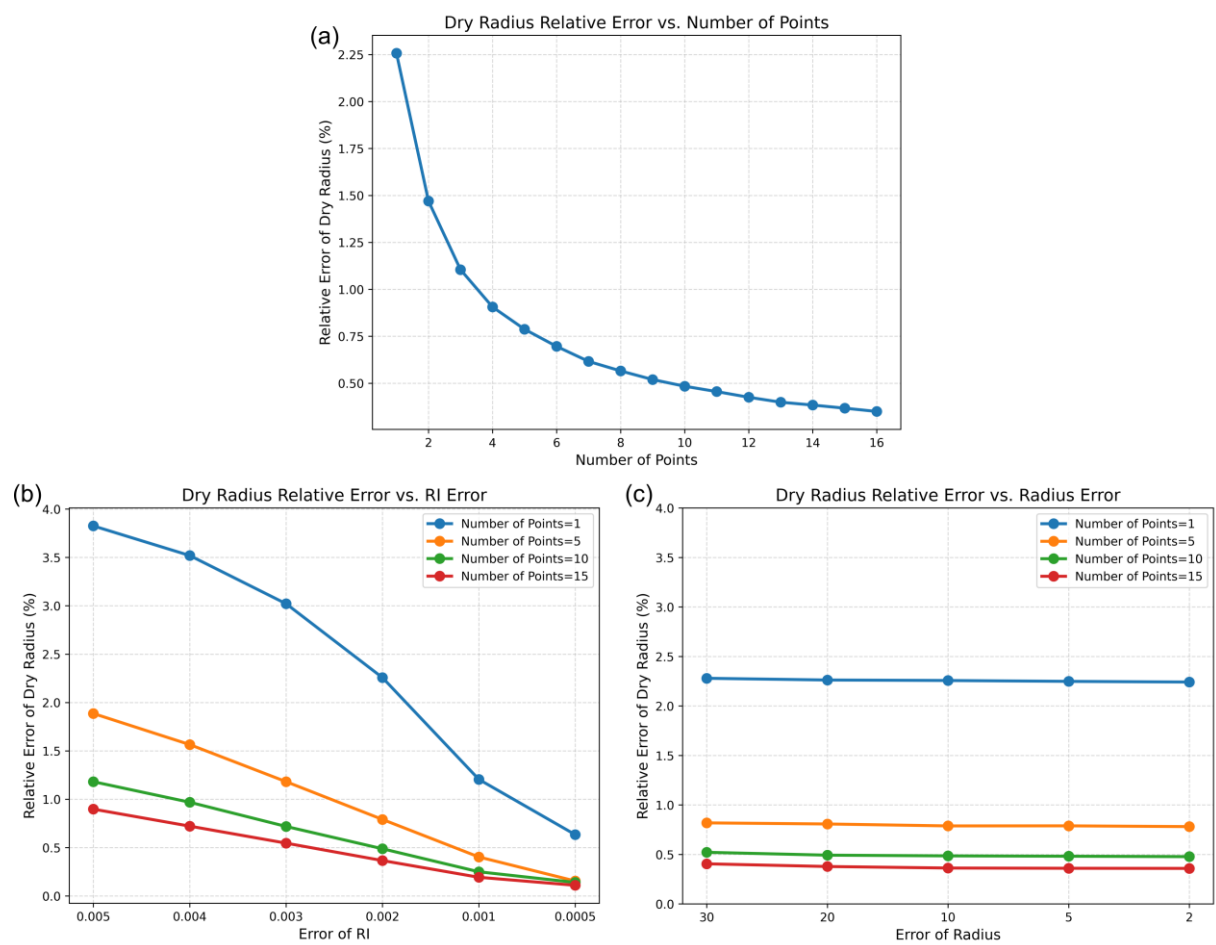 (a)
Dry Radius Relative Error vs. Number of Points
Relative Error of Dry Radius (%)
2.25
2.00
1.75
1.50
1.25
1.00
0.75
0.50
2 4 6 8 10 12 14 16
Number of Points
(b)
Dry Radius Relative Error vs. RI Error
Relative Error of Dry Radius (%)
4.0
3.5
3.0
2.5
2.0
1.5
1.0
0.5
0.0
Number of Points=1
Number of Points=5
Number of Points=10
Number of Points=15
0.005 0.004 0.003 0.002 0.001 0.0005
Error of RI
(c)
Dry Radius Relative Error vs. Radius Error
Relative Error of Dry Radius (%)
4.0
3.5
3.0
2.5
2.0
1.5
1.0
0.5
0.0
Number of Points=1
Number of Points=5
Number of Points=10
Number of Points=15
30 20 10 5 2
Error of Radius